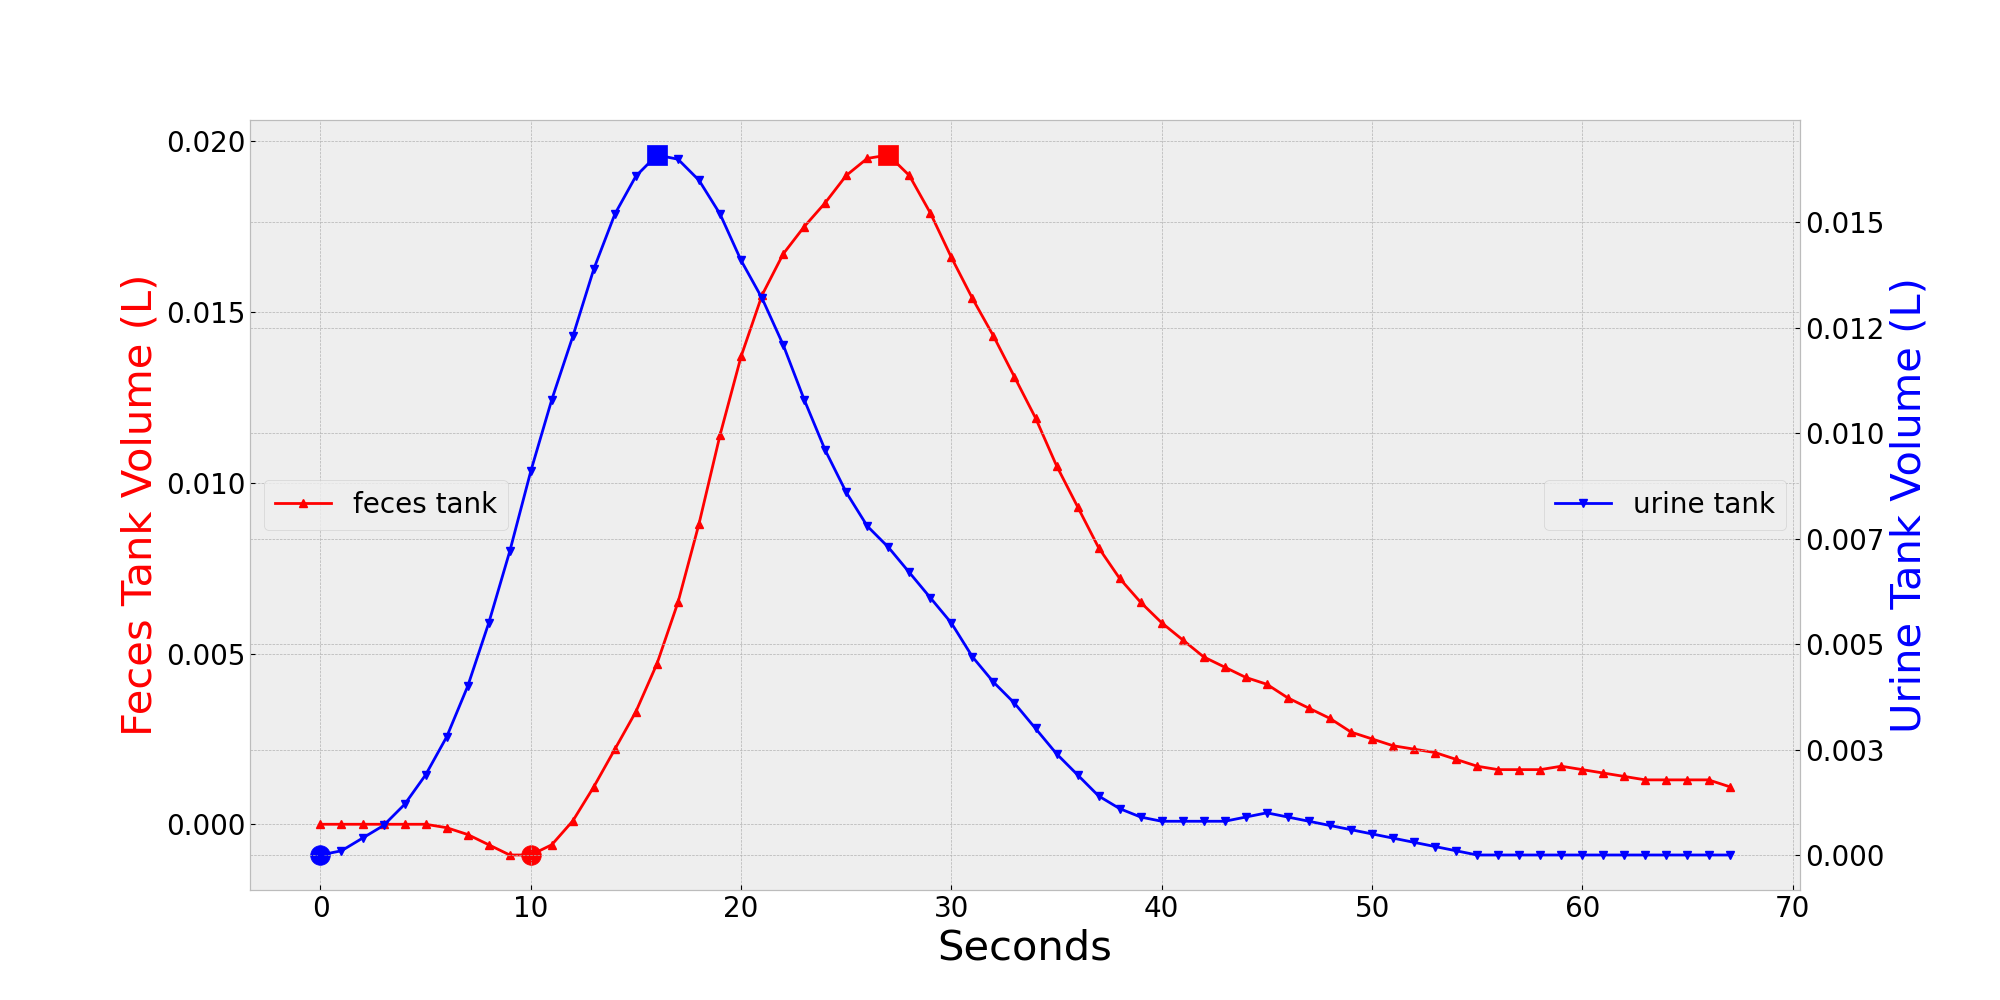 Feces Tank Volume (L)
0.020
0.015
0.010
0.005
0.000
feces tank
urine tank
0.015
0.012
0.010
0.007
0.005
0.003
0.000
Urine Tank Volume (L)
0 10 20 30 40 50 60 70
Seconds